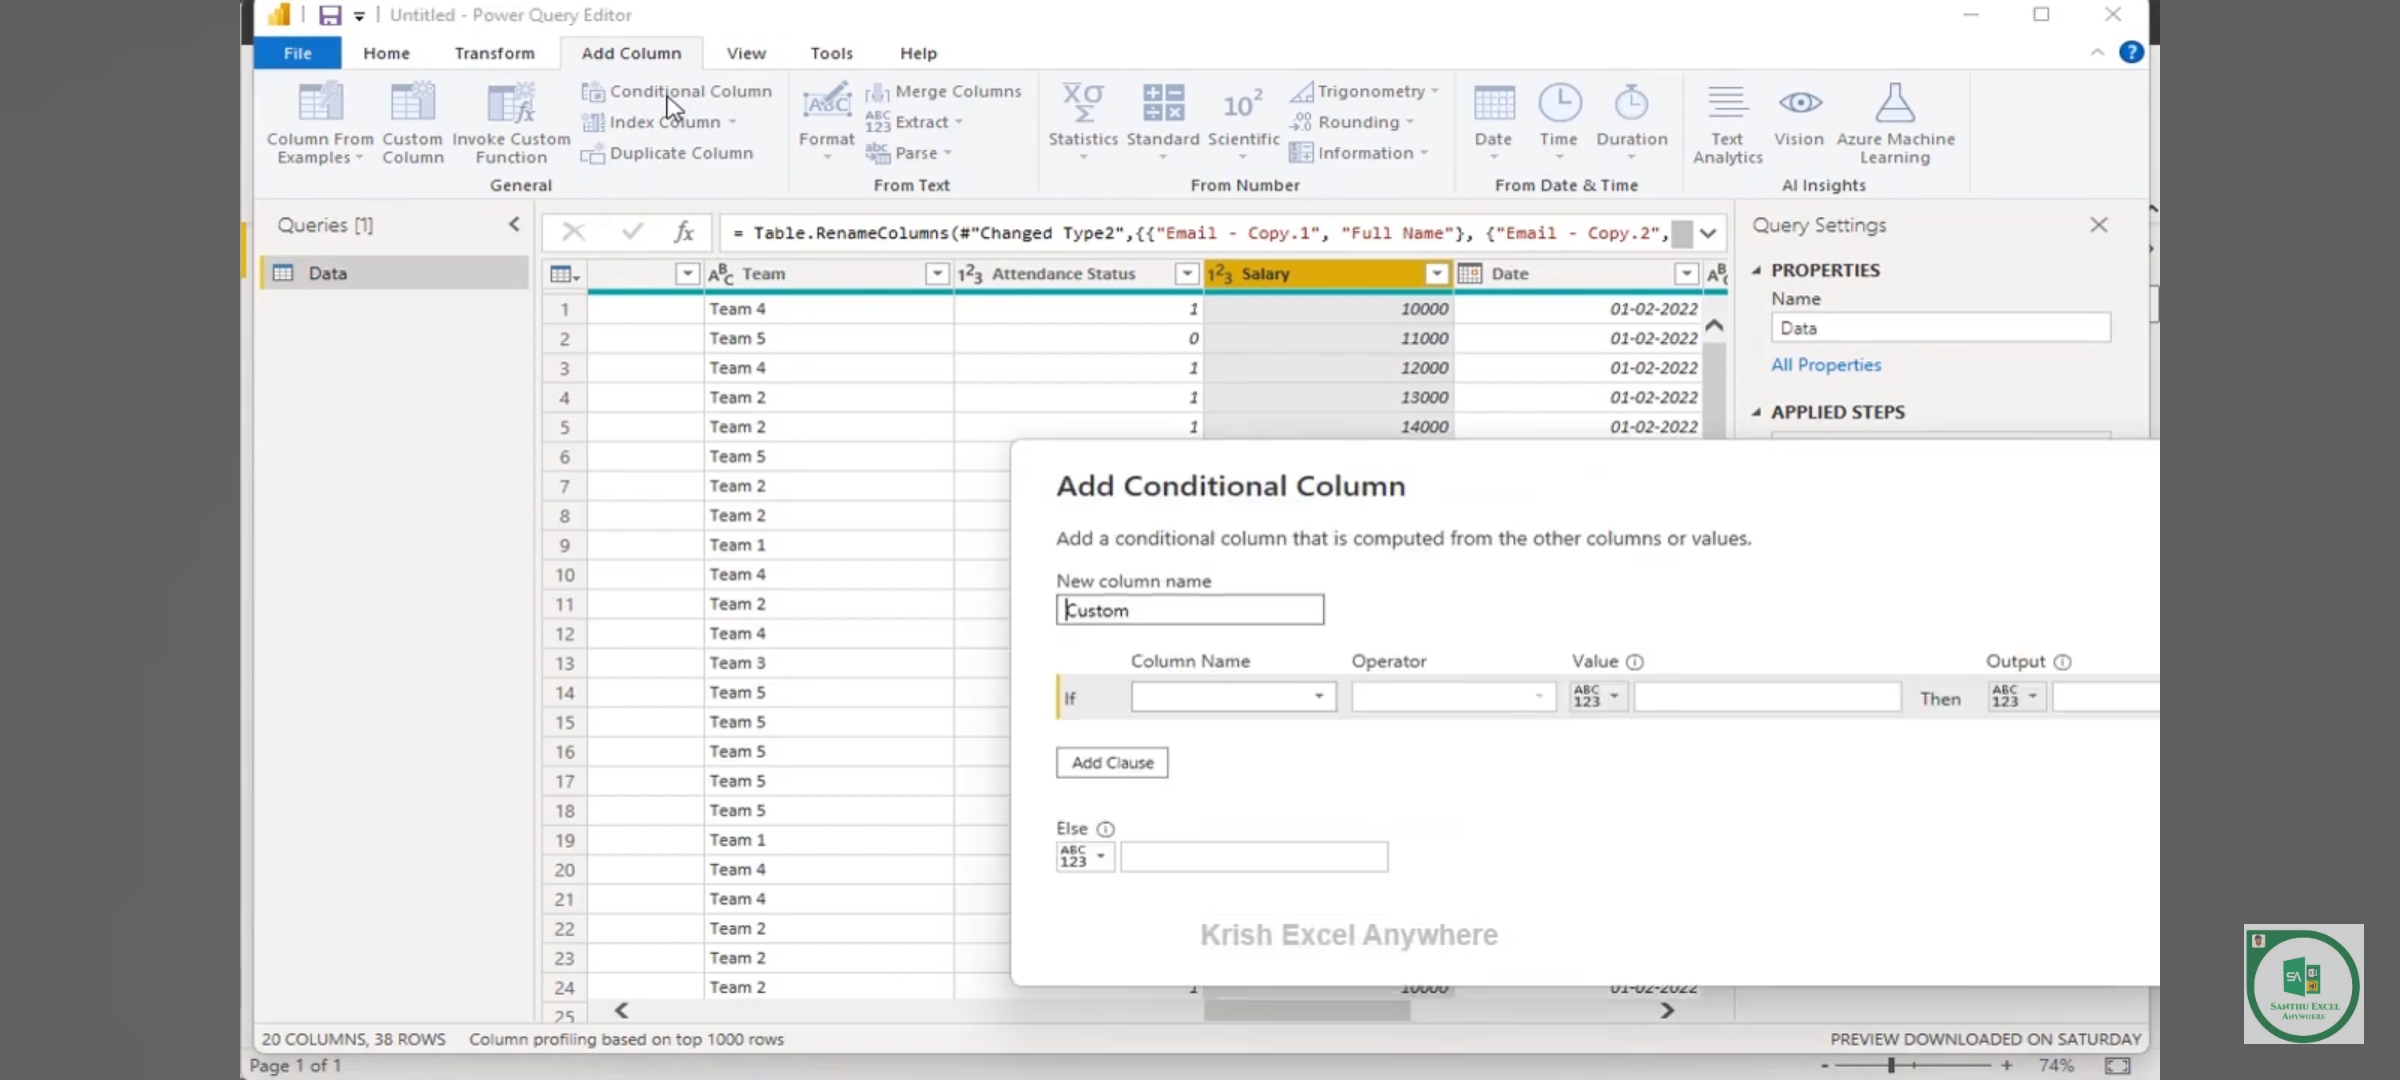 Untitled - Power Query Editor
File Home Transform Add Column View Tools Help
Column From Examples
Custom Column
Invoke Custom Function
Conditional Column
Index Column
Duplicate Column
General
Format
Merge Columns
Extract
Parse
From Text
Statistics
Standard
Scientific
Trigonometry
Rounding
Information
From Number
Date
Time
Duration
From Date & Time
Text Analytics
Vision
Azure Machine Learning
AI Insights
Queries [1]
Data
= Table.RenameColumns(#"Changed Type2",{{"Email - Copy.1", "Full Name"}, {"Email - Copy.2",
Team Attendance Status Salary Date
1 Team 4 1 10000 01-02-2022
2 Team 5 0 11000 01-02-2022
3 Team 4 1 12000 01-02-2022
4 Team 2 1 13000 01-02-2022
5 Team 2 1 14000 01-02-2022
6 Team 5
7 Team 2
8 Team 2
9 Team 1
10 Team 4
11 Team 2
12 Team 4
13 Team 3
14 Team 5
15 Team 5
16 Team 5
17 Team 5
18 Team 5
19 Team 1
20 Team 4
21 Team 4
22 Team 2
23 Team 2
24 Team 2
25
Query Settings
PROPERTIES
Name
Data
All Properties
APPLIED STEPS
Add Conditional Column
Add a conditional column that is computed from the other columns or values.
New column name
Custom
Column Name Operator Value Output
If ABC 123 Then ABC 123
Add Clause
Else
ABC 123
Krish Excel Anywhere
20 COLUMNS, 38 ROWS Column profiling based on top 1000 rows
PREVIEW DOWNLOADED ON SATURDAY
Page 1 of 1
74%
SA
SANTHU EXCEL
ANYWHERE